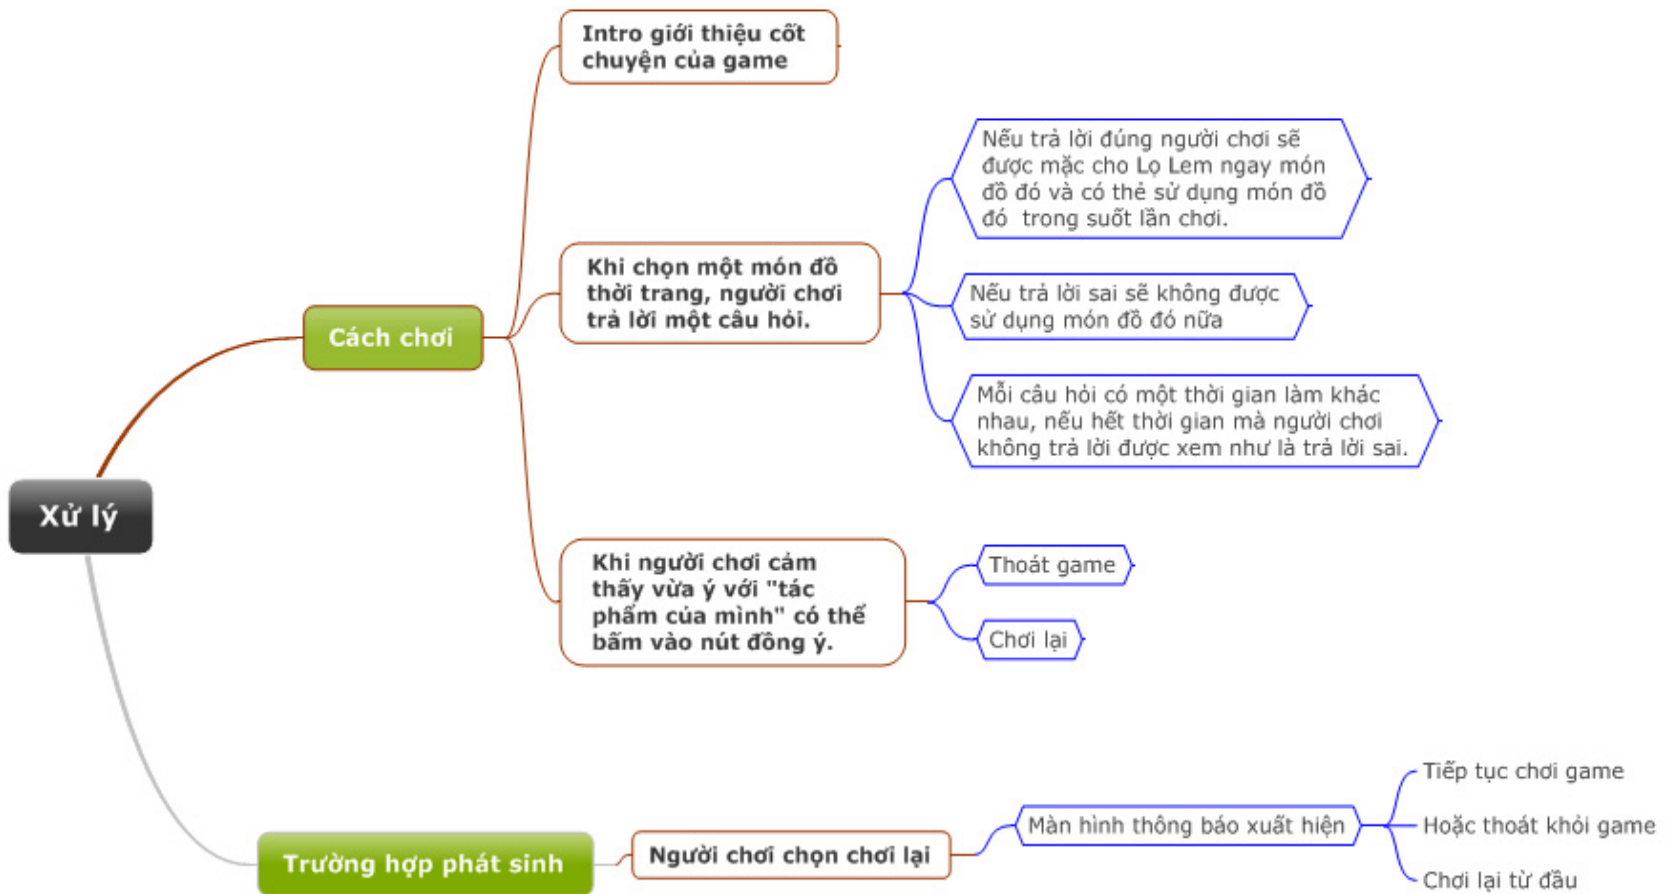 Intro giới thiệu cốt
chuyện của game
Nếu trả lời đúng người chơi sẽ
được mặc cho Lọ Lem ngay món
đồ đó và có thẻ sử dụng món đồ
đó trong suốt lần chơi.
Khi chọn một món đồ
thời trang, người chơi
trả lời một câu hỏi.
Nếu trả lời sai sẽ không được
sử dụng món đồ đó nữa
Cách chơi
Mỗi câu hỏi có một thời gian làm khác
nhau, nếu hết thời gian mà người chơi
không trả lời được xem như là trả lời sai.
Xử lý
Khi người chơi cảm
thấy vừa ý với "tác
phẩm của mình" có thể
bấm vào nút đồng ý.
Thoát game
Chơi lại
Trường hợp phát sinh
Người chơi chọn chơi lại
Màn hình thông báo xuất hiện
Tiếp tục chơi game
Hoặc thoát khỏi game
Chơi lại từ đầu